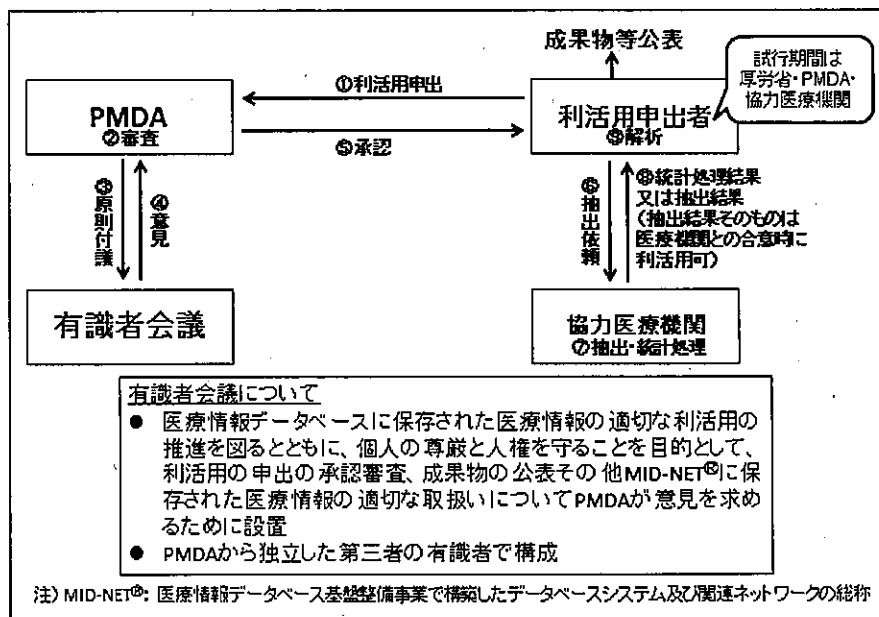 成果物等公表
試行期間は
厚労省・PMDA・
協力医療機関
①利活用申出
PMDA
②審査
利活用申出者
⑨解析
⑤承認
③原則付議
④意見
⑥抽出依頼
⑧統計処理結果
又は抽出結果
(抽出結果そのものは
医療機関との合意時に
利活用可)
有識者会議
協力医療機関
⑦抽出・統計処理
有識者会議について
● 医療情報データベースに保存された医療情報の適切な利活用の
推進を図るとともに、個人の尊厳と人権を守ることを目的として、
利活用の申出の承認審査、成果物の公表その他MID-NET®に保
存された医療情報の適切な取扱いについてPMDAが意見を求め
るために設置
● PMDAから独立した第三者の有識者で構成
注) MID-NET®: 医療情報データベース基盤整備事業で構築したデータベースシステム及び関連ネットワークの総称